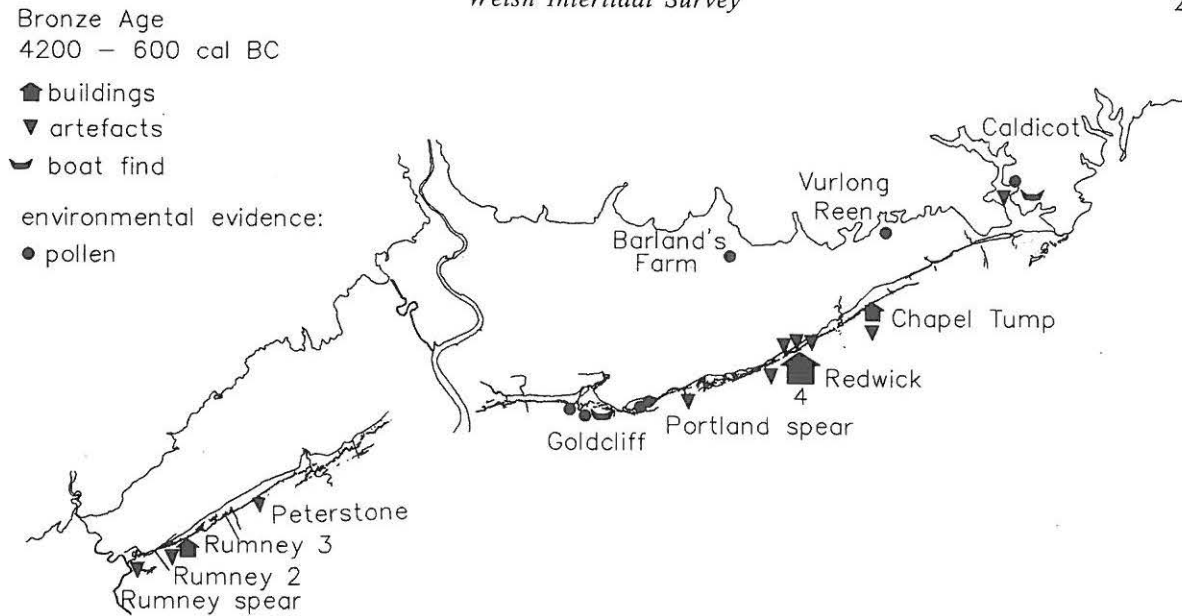 Welsh Intertidal Survey
Bronze Age
4200 – 600 cal BC
buildings
artefacts
boat find
environmental evidence:
pollen
Caldicot
Vurlong
Reen
Barland's
Farm
Chapel Tump
Redwick
4
Portland spear
Goldcliff
Peterstone
Rumney 3
Rumney 2
Rumney spear